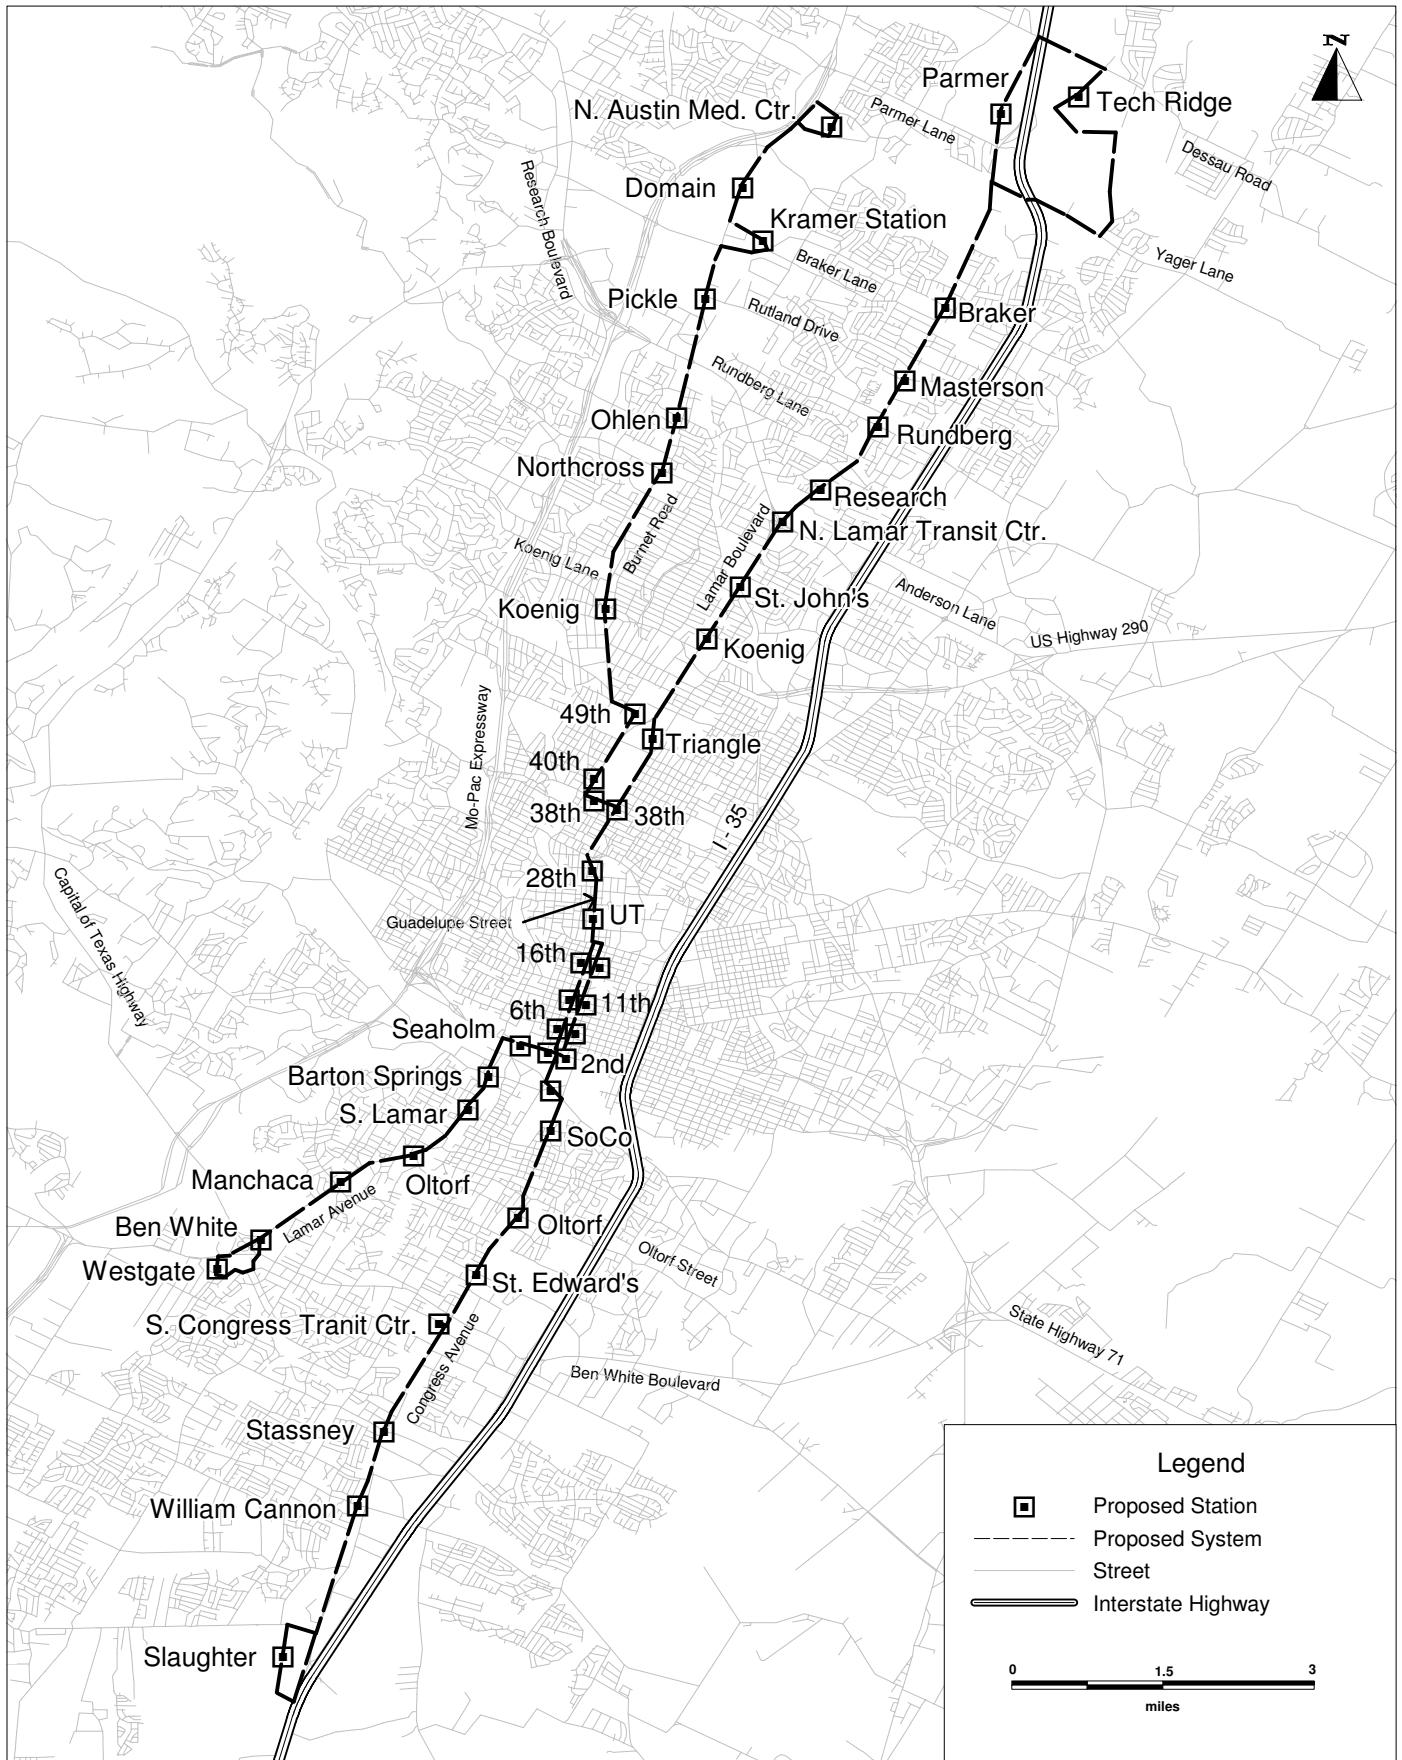 N
Parmer
N. Austin Med. Ctr.
Tech Ridge
Parmer Lane
Dessau Road
Research Boulevard
Domain
Kramer Station
Braker Lane
Yager Lane
Pickle
Rutland Drive
Braker
Rundberg Lane
Masterson
Ohlen
Rundberg
Northcross
Research
Burnet Road
Lamar Boulevard
N. Lamar Transit Ctr.
Koenig Lane
Anderson Lane
St. John's
Koenig
US Highway 290
Koenig
49th
Mo-Pac Expressway
Triangle
40th
38th
38th
I - 35
28th
Capital of Texas Highway
Guadelupe Street
UT
16th
11th
6th
Seaholm
2nd
Barton Springs
S. Lamar
SoCo
Manchaca
Oltorf
Lamar Avenue
Ben White
Oltorf
Westgate
Oltorf Street
St. Edward's
S. Congress Tranit Ctr.
Congress Avenue
State Highway 71
Ben White Boulevard
Stassney
William Cannon
Slaughter
Legend
Proposed Station
Proposed System
Street
Interstate Highway
0 1.5 3
miles